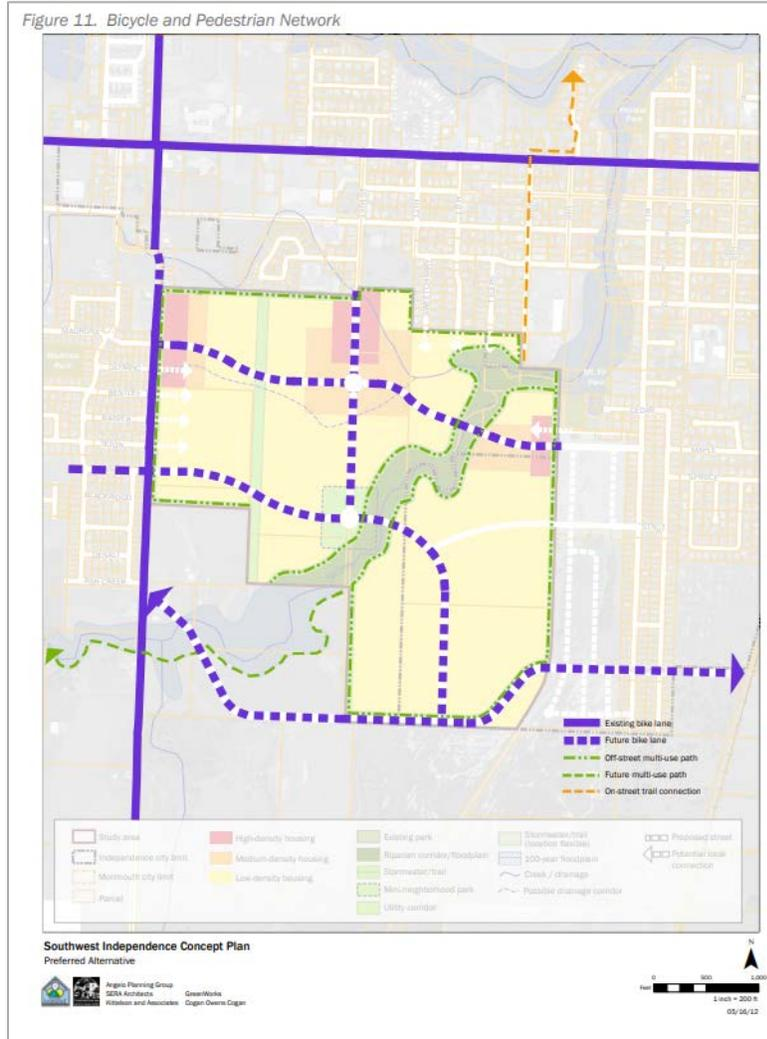 Figure 11. Bicycle and Pedestrian Network
CEDAR
MAPLE
SPRUCE
Existing bike lane
Future bike lane
Off-street multi-use path
Future multi-use path
On-street trail connection
Study area
Independence city limit
Monmouth city limit
Parcel
High-density housing
Medium-density housing
Low-density housing
Existing park
Riparian corridor/floodplain
Stormwater/trail
Mini-neighborhood park
Utility corridor
Stormwater/trail
(location flexible)
100-year floodplain
Creek / drainage
Possible drainage corridor
Proposed street
Potential local
connection
Southwest Independence Concept Plan
Preferred Alternative
Angelo Planning Group
SERA Architects GreenWorks
Kittelson and Associates Cogan Owens Cogan
N
0 500 1,000
Feet
1 inch = 200 ft
03/16/12